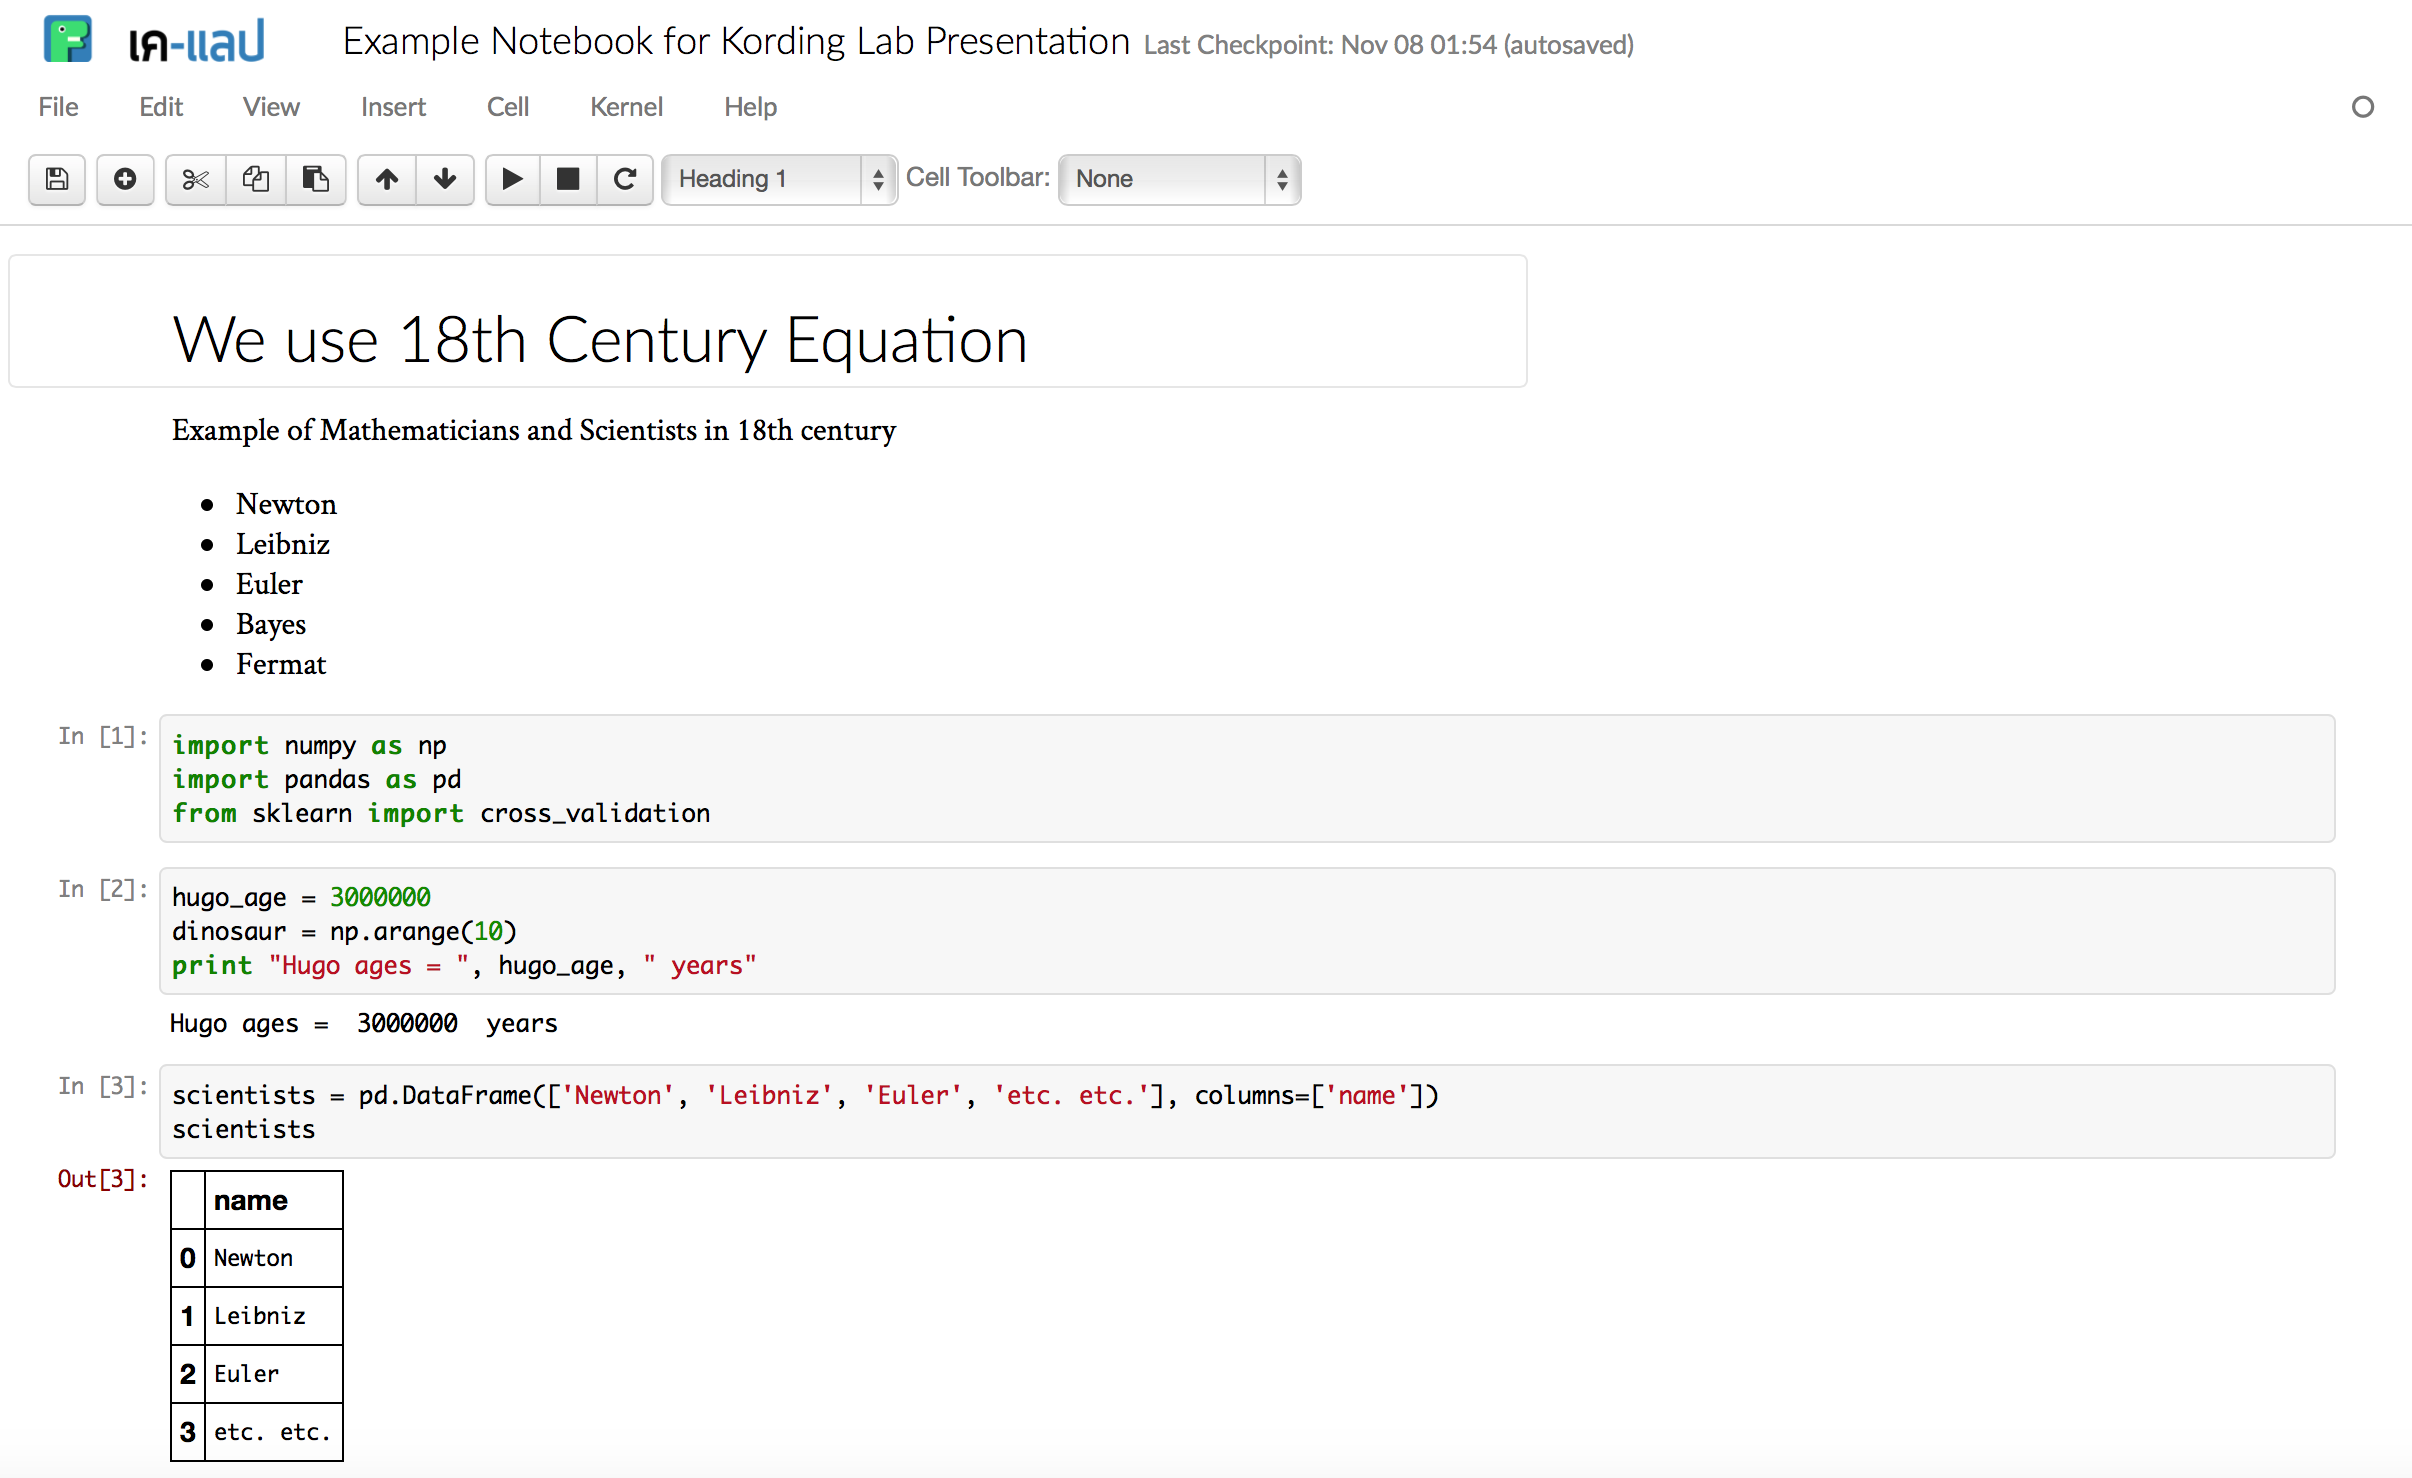 เค-แลป Example Notebook for Kording Lab Presentation Last Checkpoint: Nov 08 01:54 (autosaved)
File Edit View Insert Cell Kernel Help
Heading 1 Cell Toolbar: None
We use 18th Century Equation
Example of Mathematicians and Scientists in 18th century
Newton
Leibniz
Euler
Bayes
Fermat
In [1]: import numpy as np
import pandas as pd
from sklearn import cross_validation
In [2]: hugo_age = 3000000
dinosaur = np.arange(10)
print "Hugo ages = ", hugo_age, " years"
Hugo ages =  3000000  years
In [3]: scientists = pd.DataFrame(['Newton', 'Leibniz', 'Euler', 'etc. etc.'], columns=['name'])
scientists
Out[3]:
name
0 Newton
1 Leibniz
2 Euler
3 etc. etc.